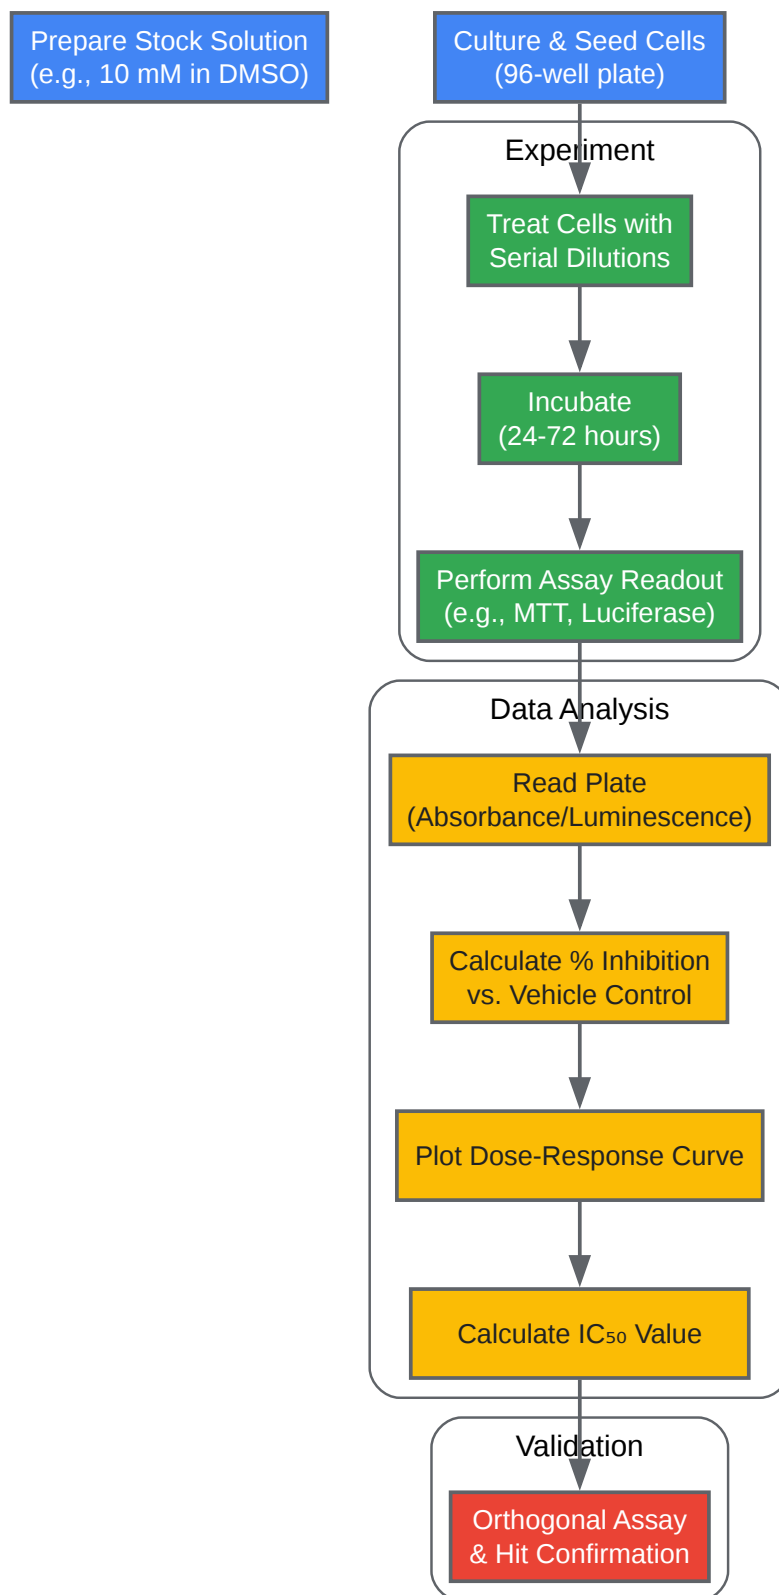 Prepare Stock Solution
(e.g., 10 mM in DMSO)
Culture & Seed Cells
(96-well plate)
Experiment
Treat Cells with
Serial Dilutions
Incubate
(24-72 hours)
Perform Assay Readout
(e.g., MTT, Luciferase)
Data Analysis
Read Plate
(Absorbance/Luminescence)
Calculate % Inhibition
vs. Vehicle Control
Plot Dose-Response Curve
Calculate IC₅₀ Value
Validation
Orthogonal Assay
& Hit Confirmation